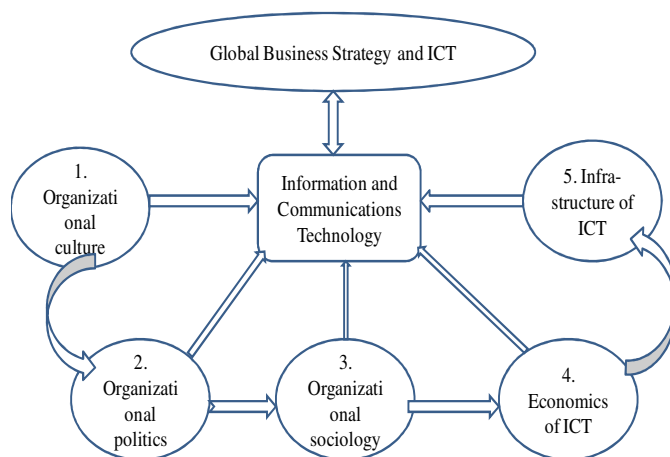 Global Business Strategy and ICT
1.
Organizati
onal
culture
Information and
Communications
Technology
5. Infra-
structure of
ICT
2.
Organizati
onal
politics
3.
Organizati
onal
sociology
4.
Economics
of ICT